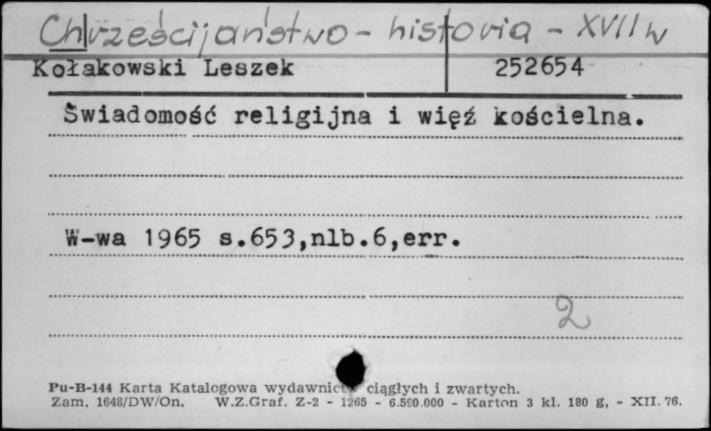 Chrześcijaństwo - historia - XVII w
Kołakowski Leszek 252654
Świadomość religijna i więź kościelna.
W-wa 1965 s.653,nlb.6,err.
2
Pu-B-144 Karta Katalogowa wydawnictw ciągłych i zwartych.
Zam. 1648/DW/On. W.Z.Graf. Z-2 - 1265 - 6.590.000 - Karton 3 kl. 180 g, - XII. 76.